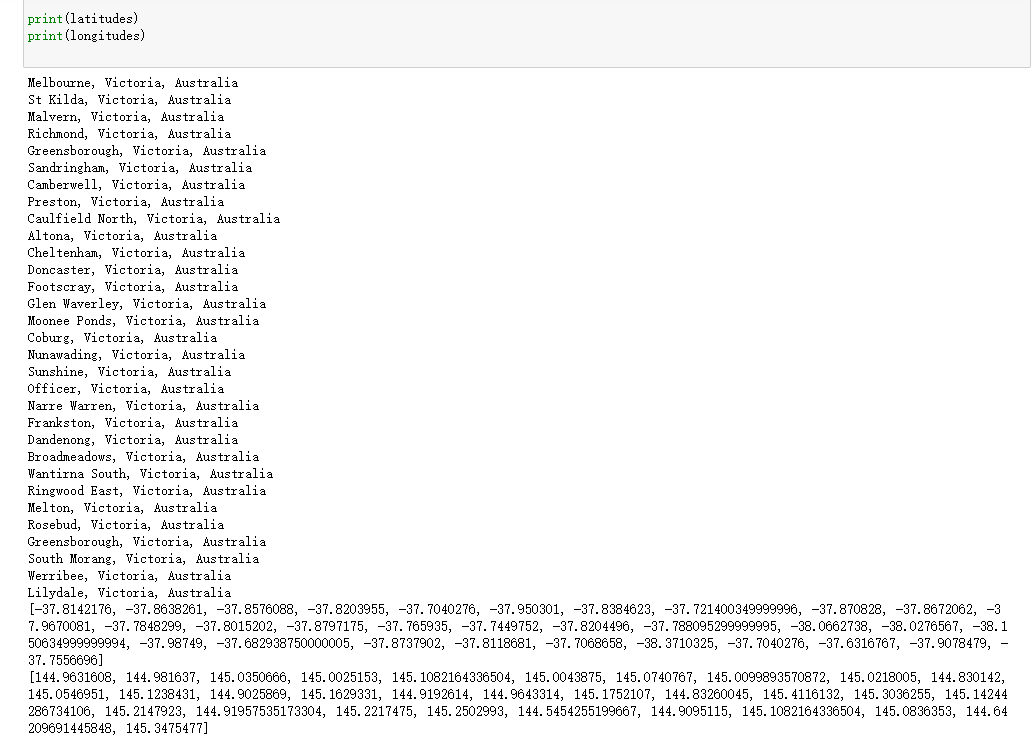 print(latitudes)
print(longitudes)
Melbourne, Victoria, Australia
St Kilda, Victoria, Australia
Malvern, Victoria, Australia
Richmond, Victoria, Australia
Greensborough, Victoria, Australia
Sandringham, Victoria, Australia
Camberwell, Victoria, Australia
Preston, Victoria, Australia
Caulfield North, Victoria, Australia
Altona, Victoria, Australia
Cheltenham, Victoria, Australia
Doncaster, Victoria, Australia
Footscray, Victoria, Australia
Glen Waverley, Victoria, Australia
Moonee Ponds, Victoria, Australia
Coburg, Victoria, Australia
Nunawading, Victoria, Australia
Sunshine, Victoria, Australia
Officer, Victoria, Australia
Narre Warren, Victoria, Australia
Frankston, Victoria, Australia
Dandenong, Victoria, Australia
Broadmeadows, Victoria, Australia
Wantirna South, Victoria, Australia
Ringwood East, Victoria, Australia
Melton, Victoria, Australia
Rosebud, Victoria, Australia
Greensborough, Victoria, Australia
South Morang, Victoria, Australia
Werribee, Victoria, Australia
Lilydale, Victoria, Australia
[-37.8142176, -37.8638261, -37.8576088, -37.8203955, -37.7040276, -37.950301, -37.8384623, -37.721400349999996, -37.870828, -37.8672062, -3
7.9670081, -37.7848299, -37.8015202, -37.8797175, -37.765935, -37.7449752, -37.8204496, -37.788095299999995, -38.0662738, -38.0276567, -38.1
50634999999994, -37.98749, -37.682938750000005, -37.8737902, -37.8118681, -37.7068658, -38.3710325, -37.7040276, -37.6316767, -37.9078479, -
37.7556696]
[144.9631608, 144.981637, 145.0350666, 145.0025153, 145.1082164336504, 145.0043875, 145.0740767, 145.0099893570872, 145.0218005, 144.830142,
145.0546951, 145.1238431, 144.9025869, 145.1629331, 144.9192614, 144.9643314, 145.1752107, 144.83260045, 145.4116132, 145.3036255, 145.14244
286734106, 145.2147923, 144.91957535173304, 145.2217475, 145.2502993, 144.5454255199667, 144.9095115, 145.1082164336504, 145.0836353, 144.64
209691445848, 145.3475477]